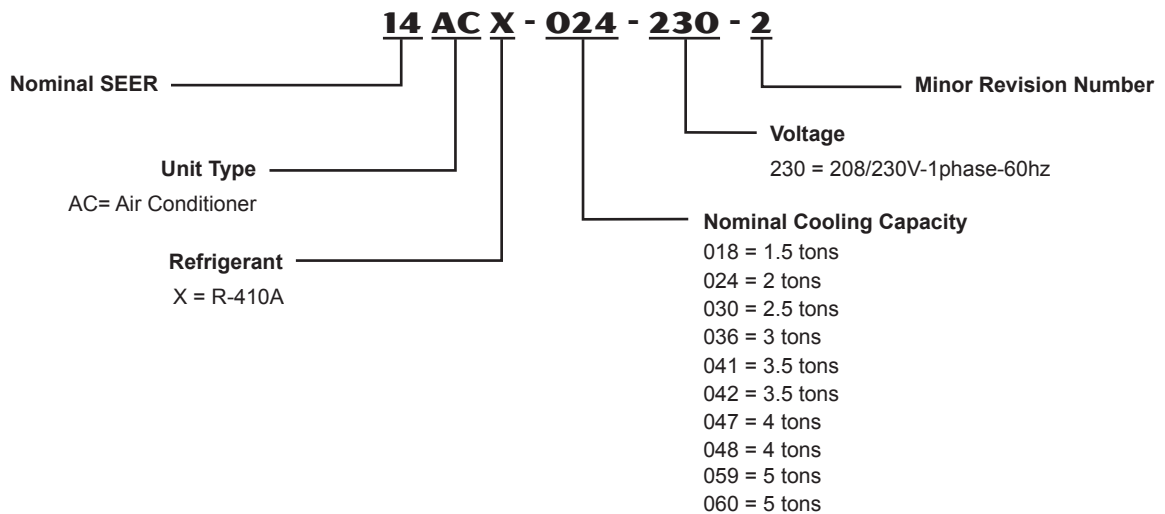 14 AC X - 024 - 230 - 2
Nominal SEER
Minor Revision Number
Voltage
230 = 208/230V-1phase-60hz
Unit Type
AC= Air Conditioner
Nominal Cooling Capacity
018 = 1.5 tons
024 = 2 tons
030 = 2.5 tons
036 = 3 tons
041 = 3.5 tons
042 = 3.5 tons
047 = 4 tons
048 = 4 tons
059 = 5 tons
060 = 5 tons
Refrigerant
X = R-410A